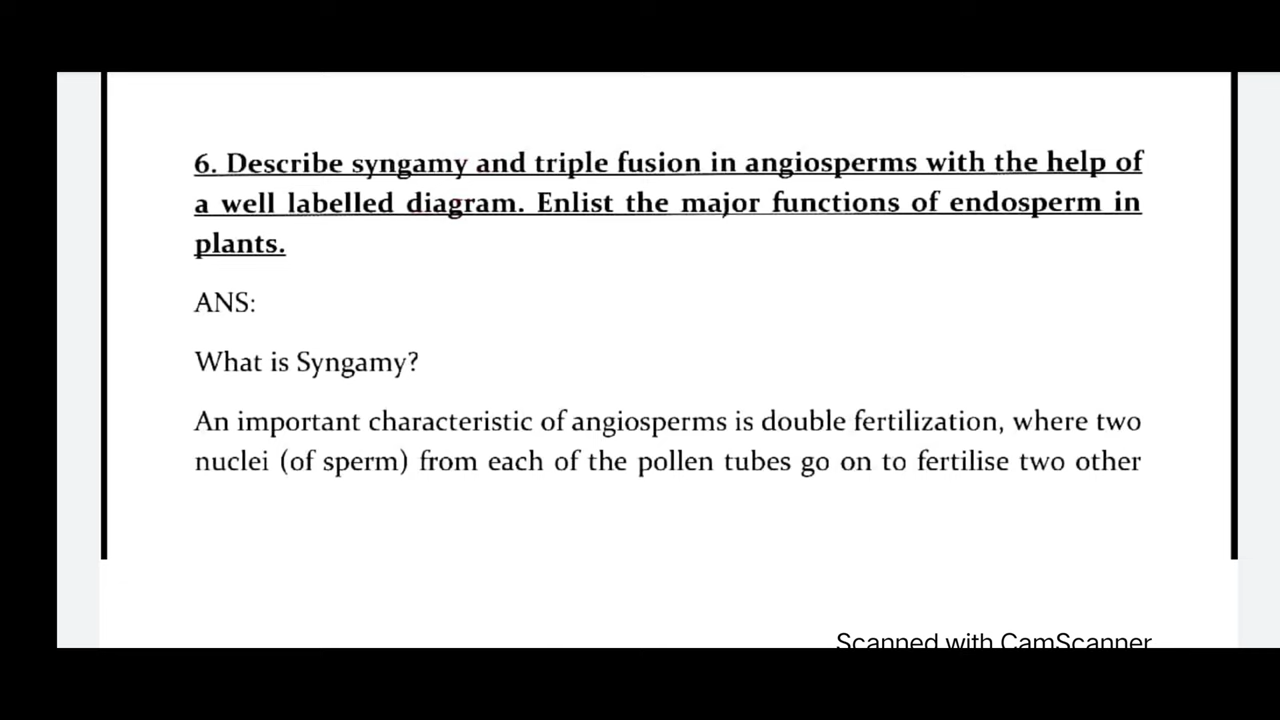 6. Describe syngamy and triple fusion in angiosperms with the help of
a well labelled diagram. Enlist the major functions of endosperm in
plants.
ANS:
What is Syngamy?
An important characteristic of angiosperms is double fertilization, where two
nuclei (of sperm) from each of the pollen tubes go on to fertilise two other
Scanned with CamScanner